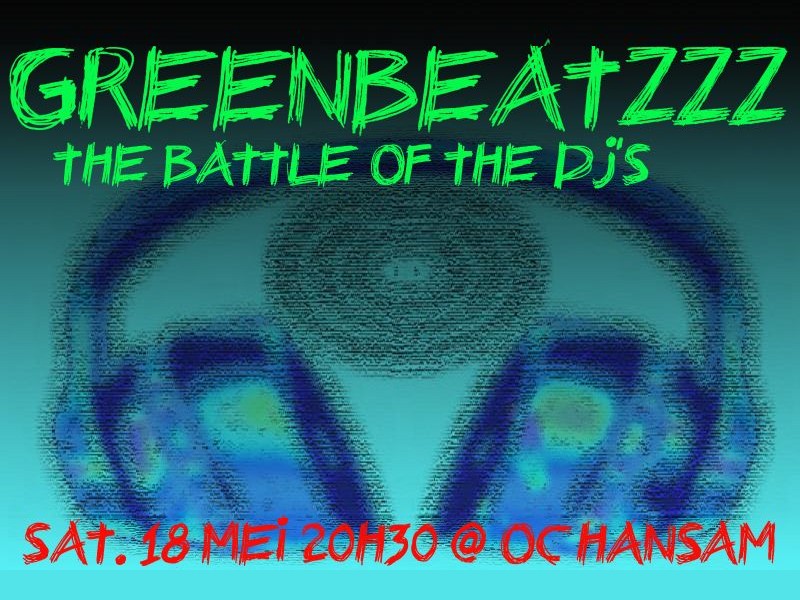 GREENBEATZZZ
THE BATTLE OF THE DJ'S
SAT. 18 MEI 20H30 @ OC HANSAM